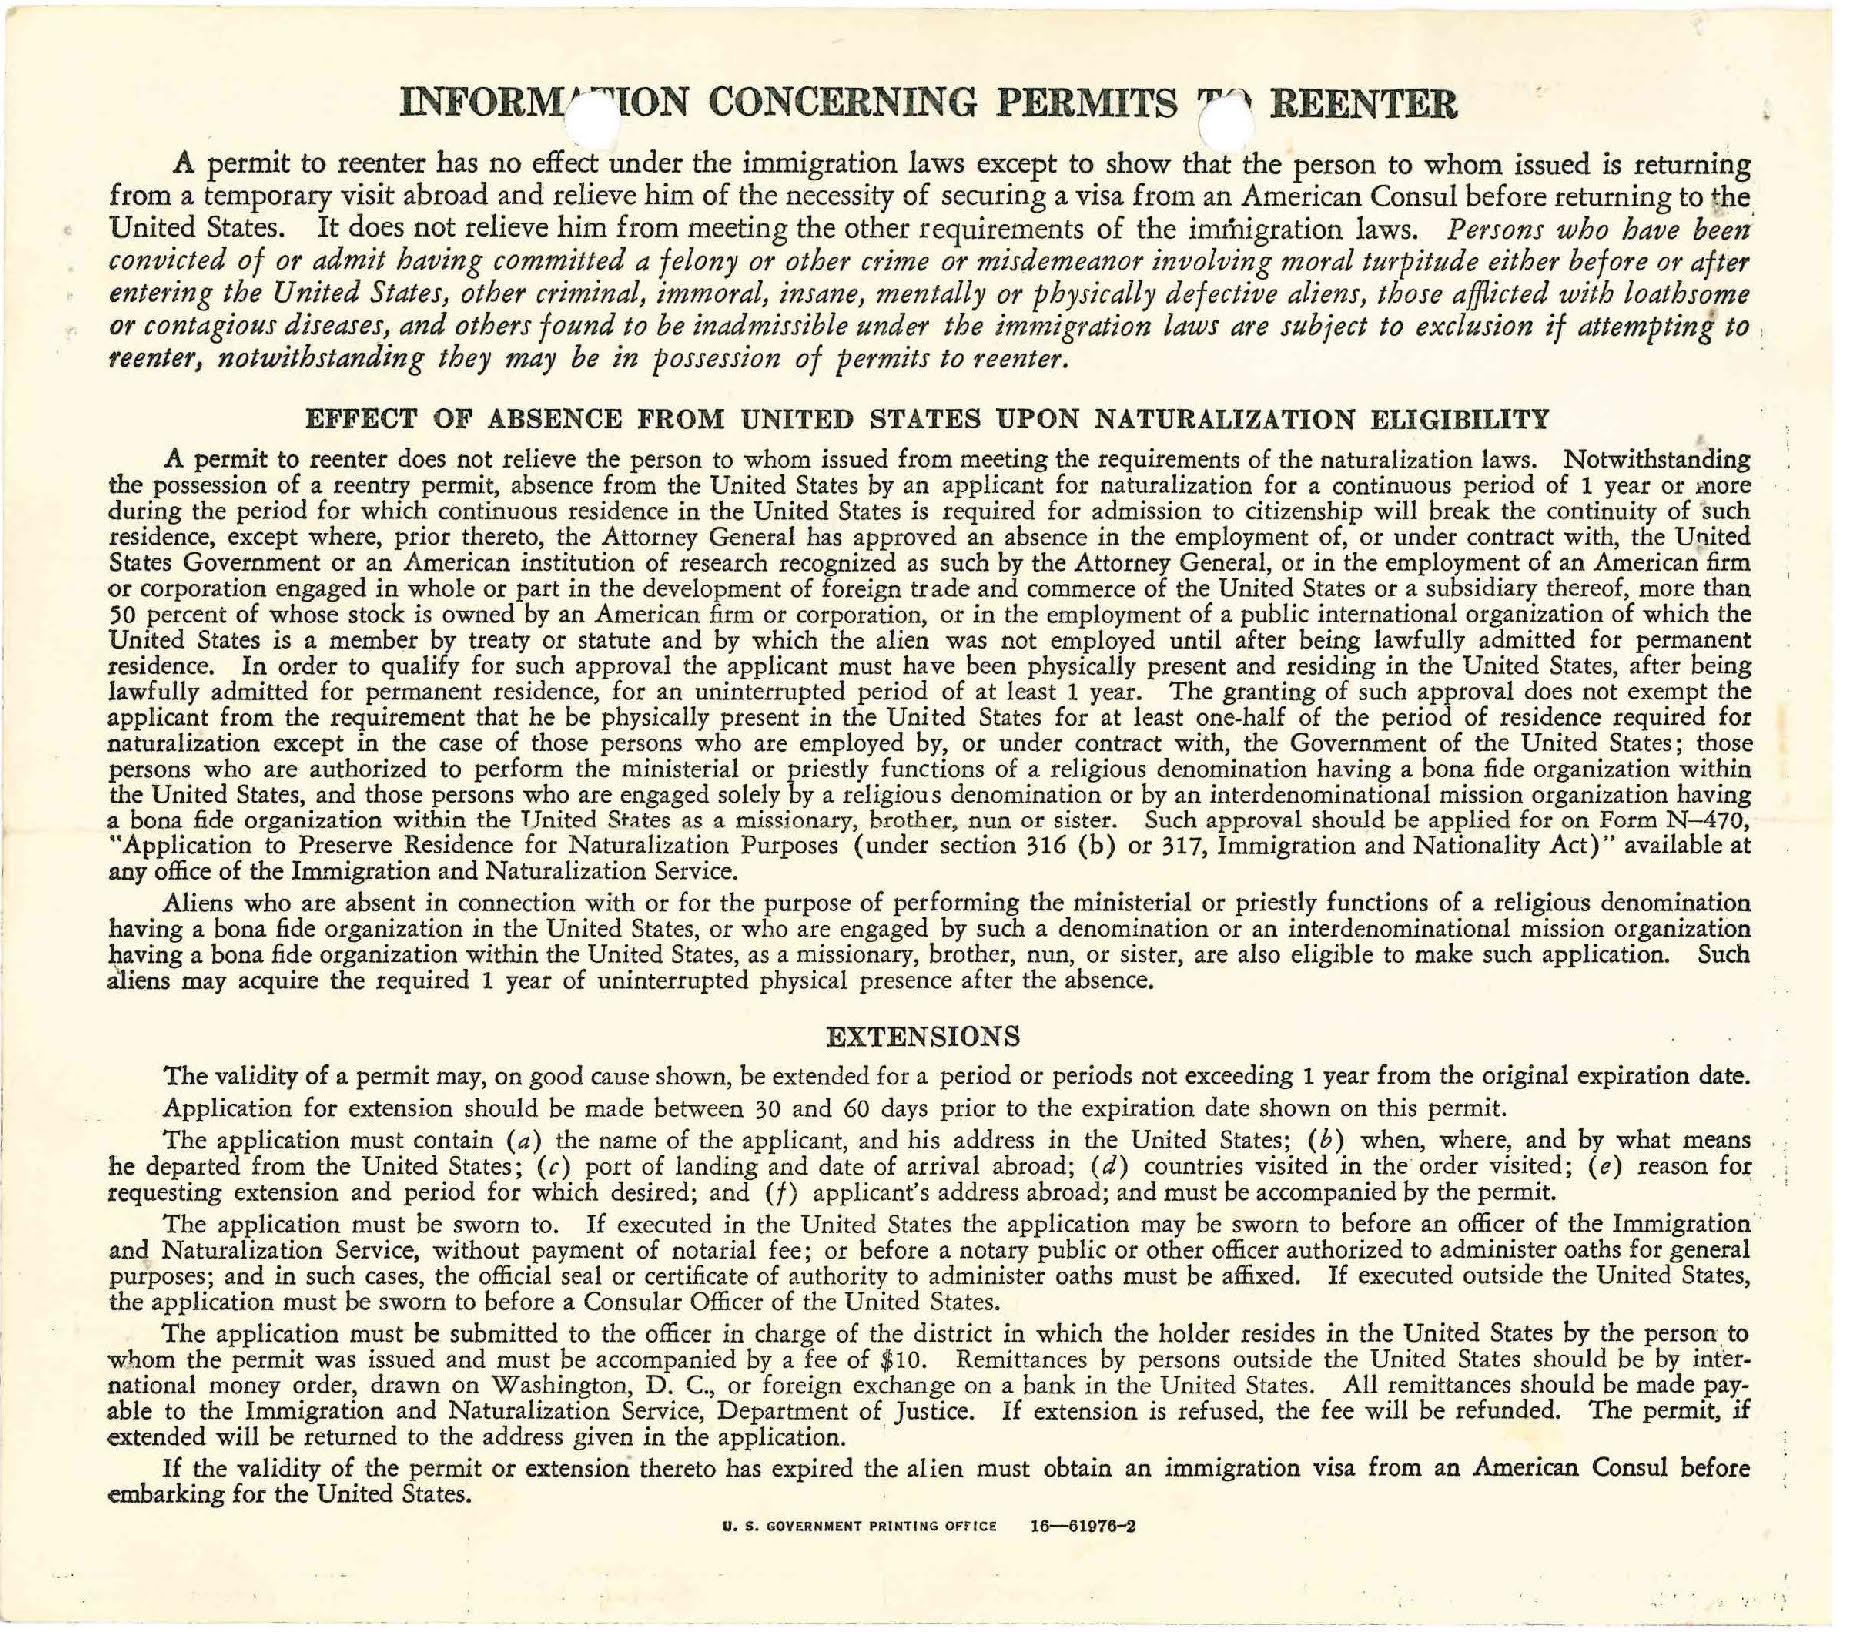 INFORMATION CONCERNING PERMITS TO REENTER
A permit to reenter has no effect under the immigration laws except to show that the person to whom issued is returning
from a temporary visit abroad and relieve him of the necessity of securing a visa from an American Consul before returning to the
United States. It does not relieve him from meeting the other requirements of the immigration laws. Persons who have been
convicted of or admit having committed a felony or other crime or misdemeanor involving moral turpitude either before or after
entering the United States, other criminal, immoral, insane, mentally or physically defective aliens, those afflicted with loathsome
or contagious diseases, and others found to be inadmissible under the immigration laws are subject to exclusion if attempting to
reenter, notwithstanding they may be in possession of permits to reenter.
EFFECT OF ABSENCE FROM UNITED STATES UPON NATURALIZATION ELIGIBILITY
A permit to reenter does not relieve the person to whom issued from meeting the requirements of the naturalization laws. Notwithstanding
the possession of a reentry permit, absence from the United States by an applicant for naturalization for a continuous period of 1 year or more
during the period for which continuous residence in the United States is required for admission to citizenship will break the continuity of such
residence, except where, prior thereto, the Attorney General has approved an absence in the employment of, or under contract with, the United
States Government or an American institution of research recognized as such by the Attorney General, or in the employment of an American firm
or corporation engaged in whole or part in the development of foreign trade and commerce of the United States or a subsidiary thereof, more than
50 percent of whose stock is owned by an American firm or corporation, or in the employment of a public international organization of which the
United States is a member by treaty or statute and by which the alien was not employed until after being lawfully admitted for permanent
residence. In order to qualify for such approval the applicant must have been physically present and residing in the United States, after being
lawfully admitted for permanent residence, for an uninterrupted period of at least 1 year. The granting of such approval does not exempt the
applicant from the requirement that he be physically present in the United States for at least one-half of the period of residence required for
naturalization except in the case of those persons who are employed by, or under contract with, the Government of the United States; those
persons who are authorized to perform the ministerial or priestly functions of a religious denomination having a bona fide organization within
the United States, and those persons who are engaged solely by a religious denomination or by an interdenominational mission organization having
a bona fide organization within the United States as a missionary, brother, nun or sister. Such approval should be applied for on Form N–470,
"Application to Preserve Residence for Naturalization Purposes (under section 316 (b) or 317, Immigration and Nationality Act)" available at
any office of the Immigration and Naturalization Service.
Aliens who are absent in connection with or for the purpose of performing the ministerial or priestly functions of a religious denomination
having a bona fide organization in the United States, or who are engaged by such a denomination or an interdenominational mission organization
having a bona fide organization within the United States, as a missionary, brother, nun, or sister, are also eligible to make such application. Such
aliens may acquire the required 1 year of uninterrupted physical presence after the absence.
EXTENSIONS
The validity of a permit may, on good cause shown, be extended for a period or periods not exceeding 1 year from the original expiration date.
Application for extension should be made between 30 and 60 days prior to the expiration date shown on this permit.
The application must contain (a) the name of the applicant, and his address in the United States; (b) when, where, and by what means
he departed from the United States; (c) port of landing and date of arrival abroad; (d) countries visited in the order visited; (e) reason for
requesting extension and period for which desired; and (f) applicant's address abroad; and must be accompanied by the permit.
The application must be sworn to. If executed in the United States the application may be sworn to before an officer of the Immigration
and Naturalization Service, without payment of notarial fee; or before a notary public or other officer authorized to administer oaths for general
purposes; and in such cases, the official seal or certificate of authority to administer oaths must be affixed. If executed outside the United States,
the application must be sworn to before a Consular Officer of the United States.
The application must be submitted to the officer in charge of the district in which the holder resides in the United States by the person to
whom the permit was issued and must be accompanied by a fee of $10. Remittances by persons outside the United States should be by inter-
national money order, drawn on Washington, D. C., or foreign exchange on a bank in the United States. All remittances should be made pay-
able to the Immigration and Naturalization Service, Department of Justice. If extension is refused, the fee will be refunded. The permit, if
extended will be returned to the address given in the application.
If the validity of the permit or extension thereto has expired the alien must obtain an immigration visa from an American Consul before
embarking for the United States.
U. S. GOVERNMENT PRINTING OFFICE 16—61976-2